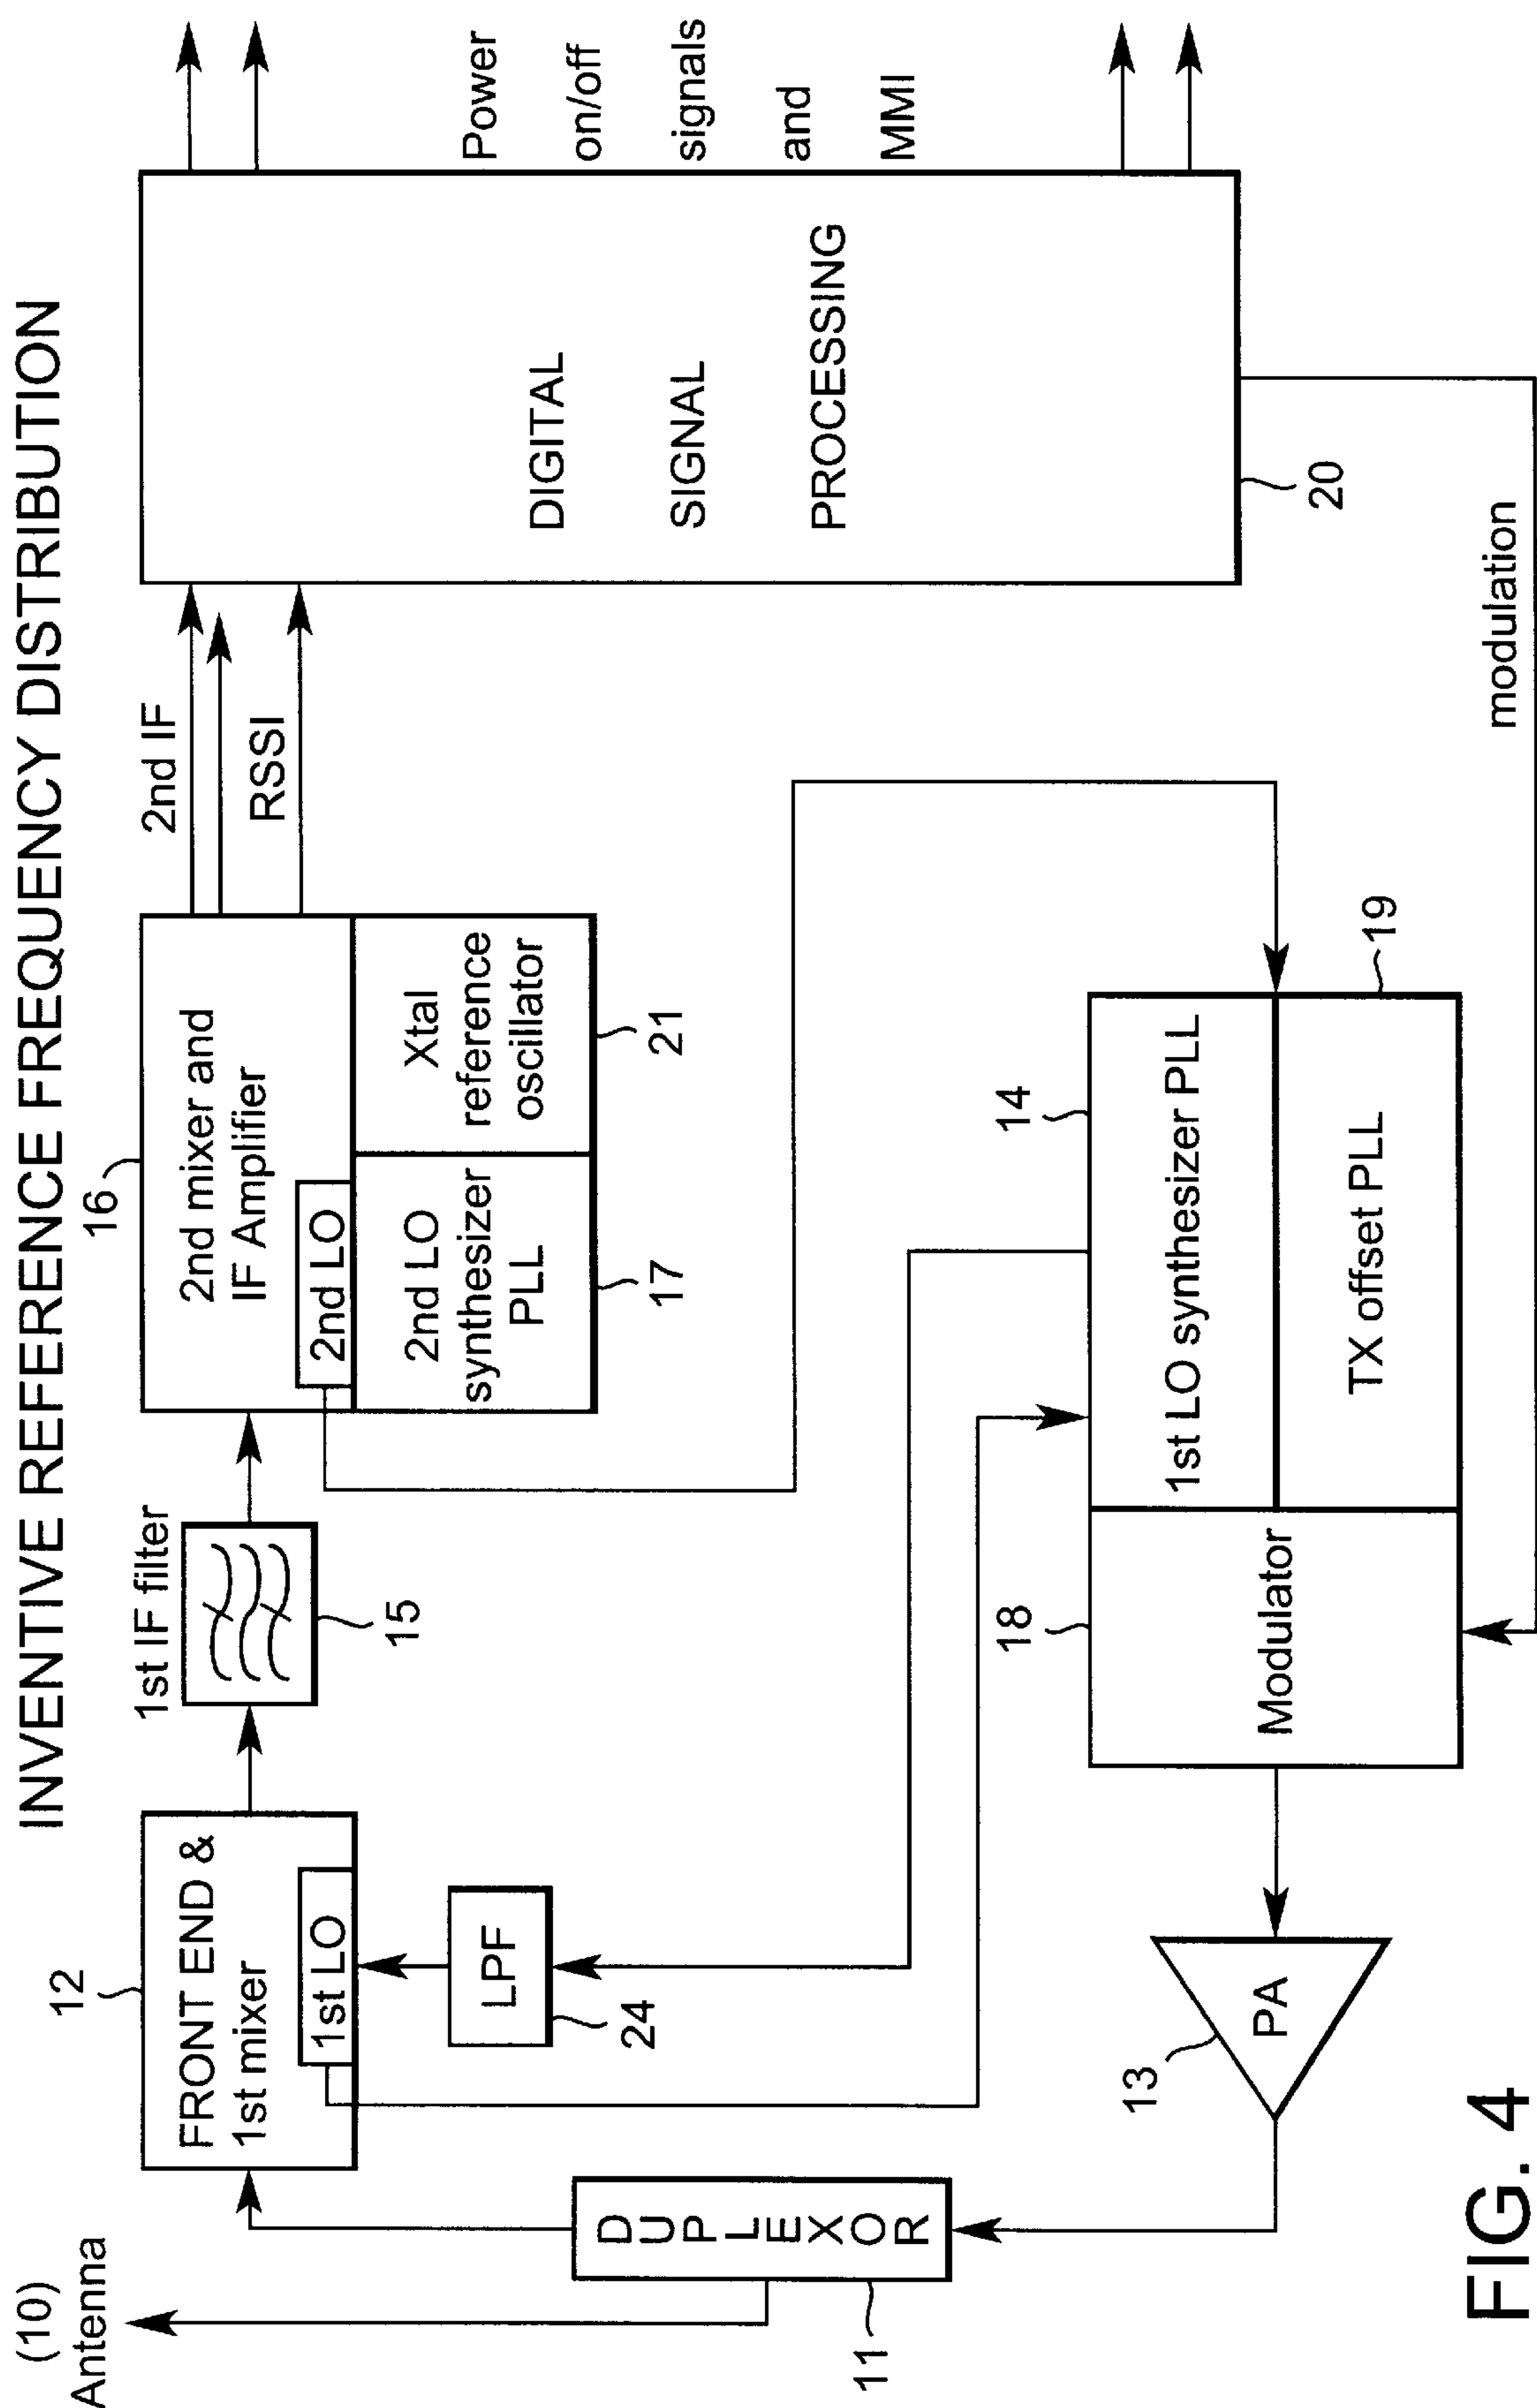 INVENTIVE REFERENCE FREQUENCY DISTRIBUTION
(10)
Antenna
11
DUPLEXOR
12
FRONT END &
1st mixer
1st LO
LPF
24
1st IF filter
15
16
2nd mixer and
IF Amplifier
2nd LO
2nd LO
synthesizer
PLL
17
Xtal
reference
oscillator
21
2nd IF
RSSI
DIGITAL
SIGNAL
PROCESSING
20
Power
on/off
signals
and
MMI
modulation
13
PA
18
Modulator
14
1st LO synthesizer PLL
TX offset PLL
19
FIG. 4